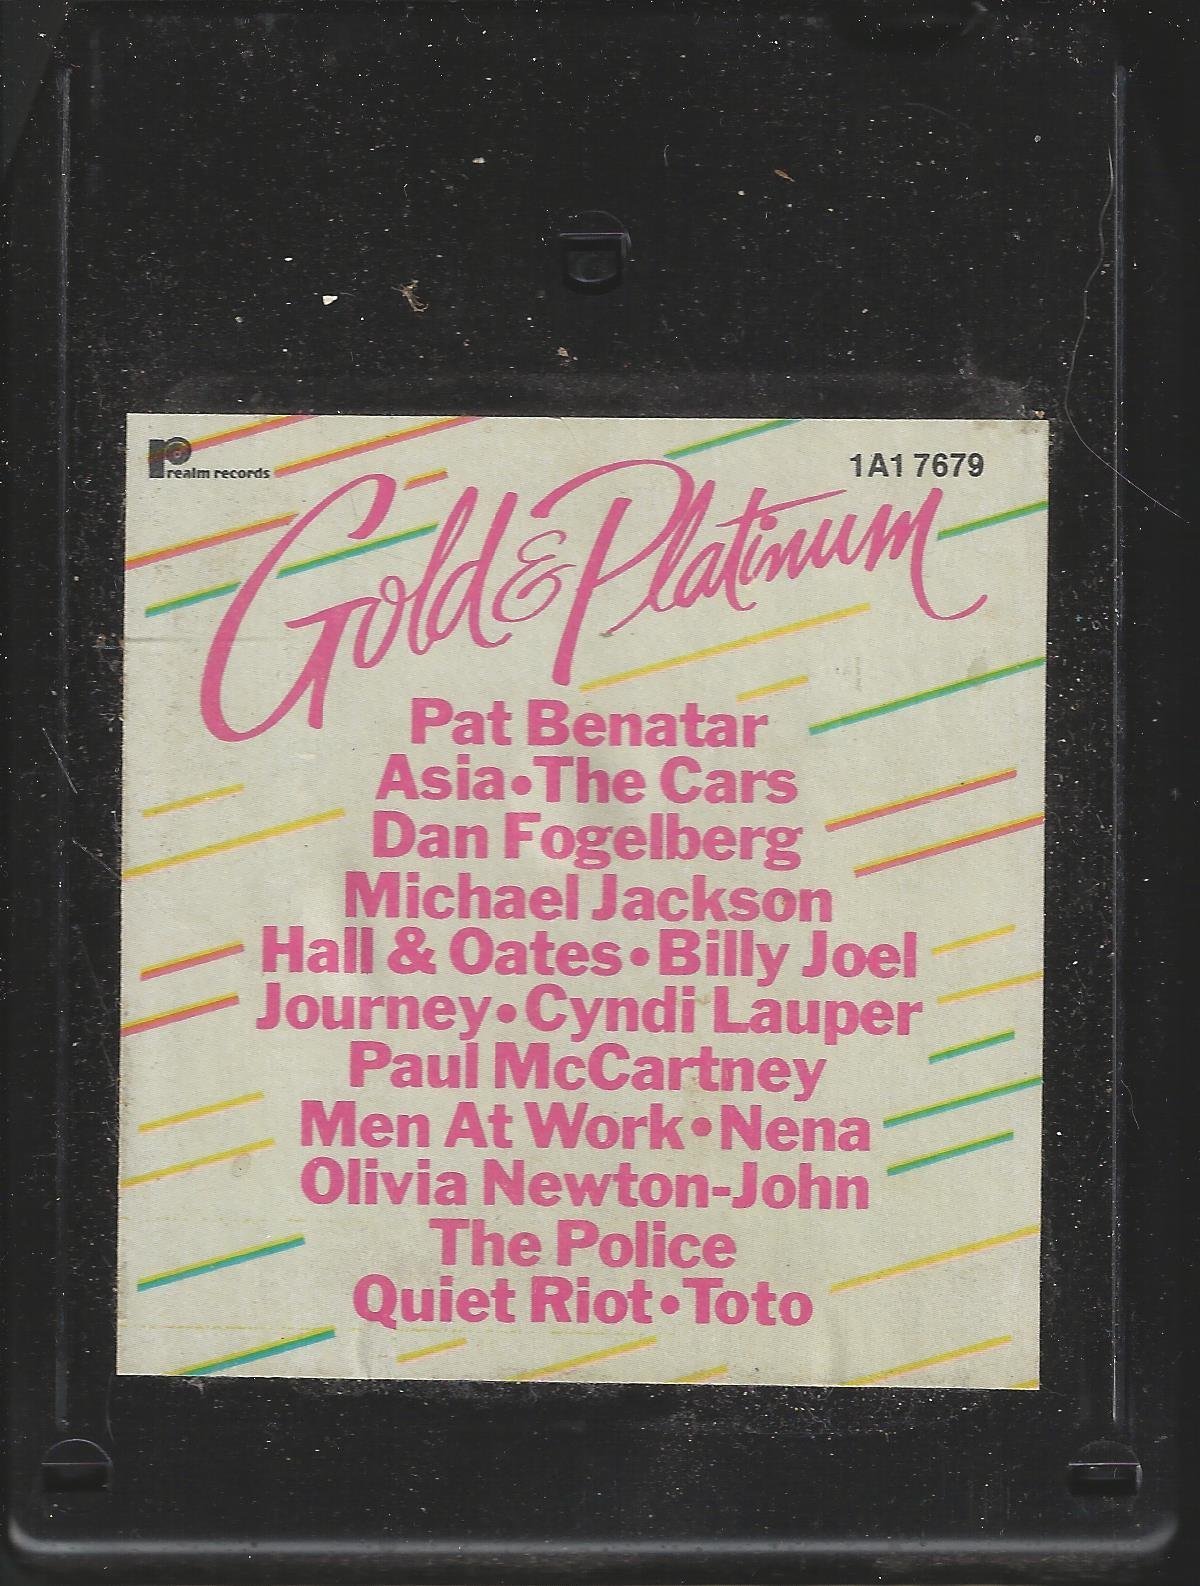 realm records
1A1 7679
Gold & Platinum
Pat Benatar
Asia•The Cars
Dan Fogelberg
Michael Jackson
Hall & Oates•Billy Joel
Journey•Cyndi Lauper
Paul McCartney
Men At Work•Nena
Olivia Newton-John
The Police
Quiet Riot•Toto